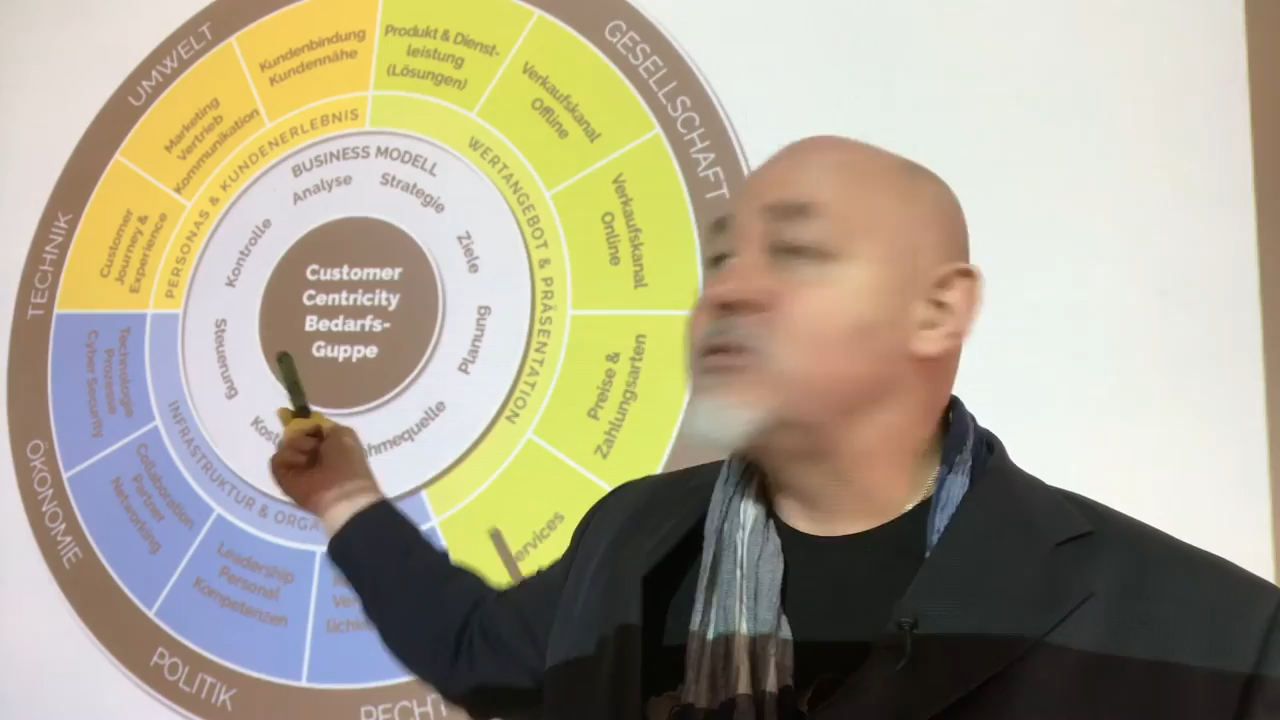 UMWELT
GESELLSCHAFT
TECHNIK
ÖKONOMIE
POLITIK
RECHT
Kundenbindung
Kundennähe
Produkt & Dienst-
leistung
(Lösungen)
Verkaufskanal
Offline
Verkaufskanal
Online
Preise &
Zahlungsarten
Marketing
Vertrieb
Kommunikation
Customer
Journey &
Experience
Technologie
Prozesse
Cyber Security
Collaboration
Partner
Networking
Leadership
Personal
Kompetenzen
PERSONAS & KUNDENERLEBNIS
WERTANGEBOT & PRÄSENTATION
INFRASTRUKTUR &
BUSINESS MODELL
Analyse
Strategie
Ziele
Planung
Steuerung
Kontrolle
Customer
Centricity
Bedarfs-
Guppe